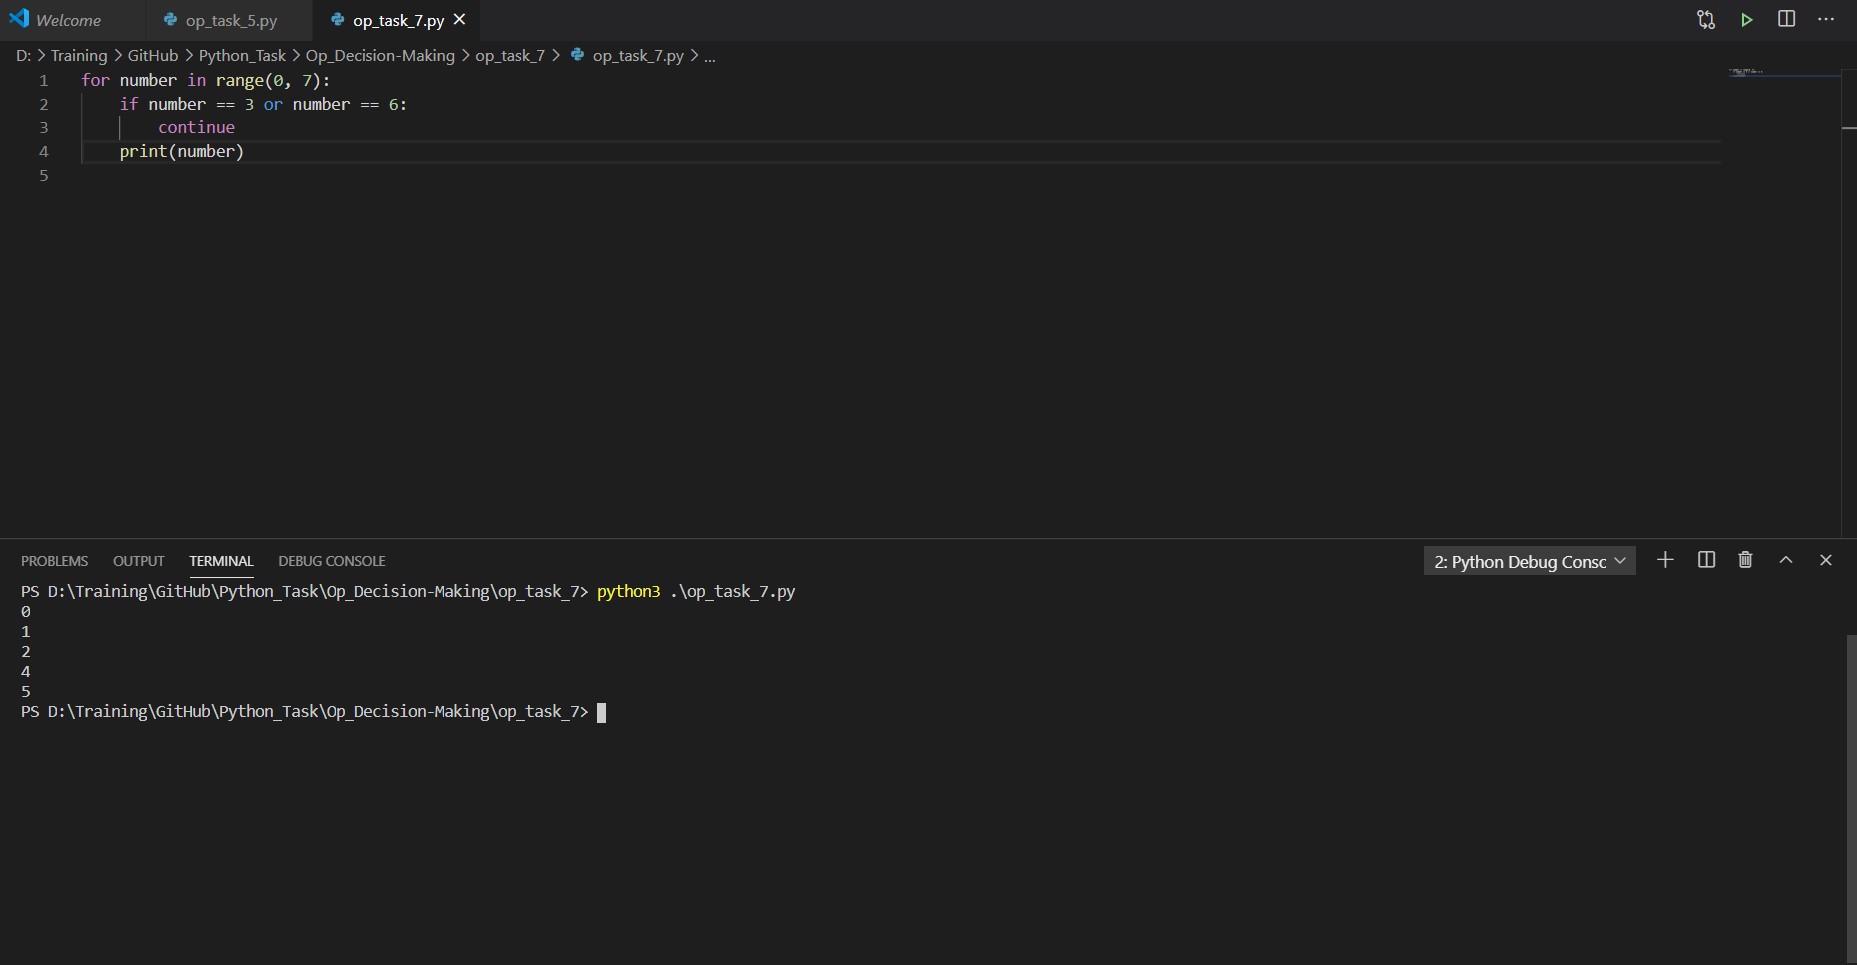 Welcome op_task_5.py op_task_7.py
D: > Training > GitHub > Python_Task > Op_Decision-Making > op_task_7 > op_task_7.py > ...
1 for number in range(0, 7):
2     if number == 3 or number == 6:
3         continue
4     print(number)
5
PROBLEMS OUTPUT TERMINAL DEBUG CONSOLE 2: Python Debug Consc
PS D:\Training\GitHub\Python_Task\Op_Decision-Making\op_task_7> python3 .\op_task_7.py
0
1
2
4
5
PS D:\Training\GitHub\Python_Task\Op_Decision-Making\op_task_7>